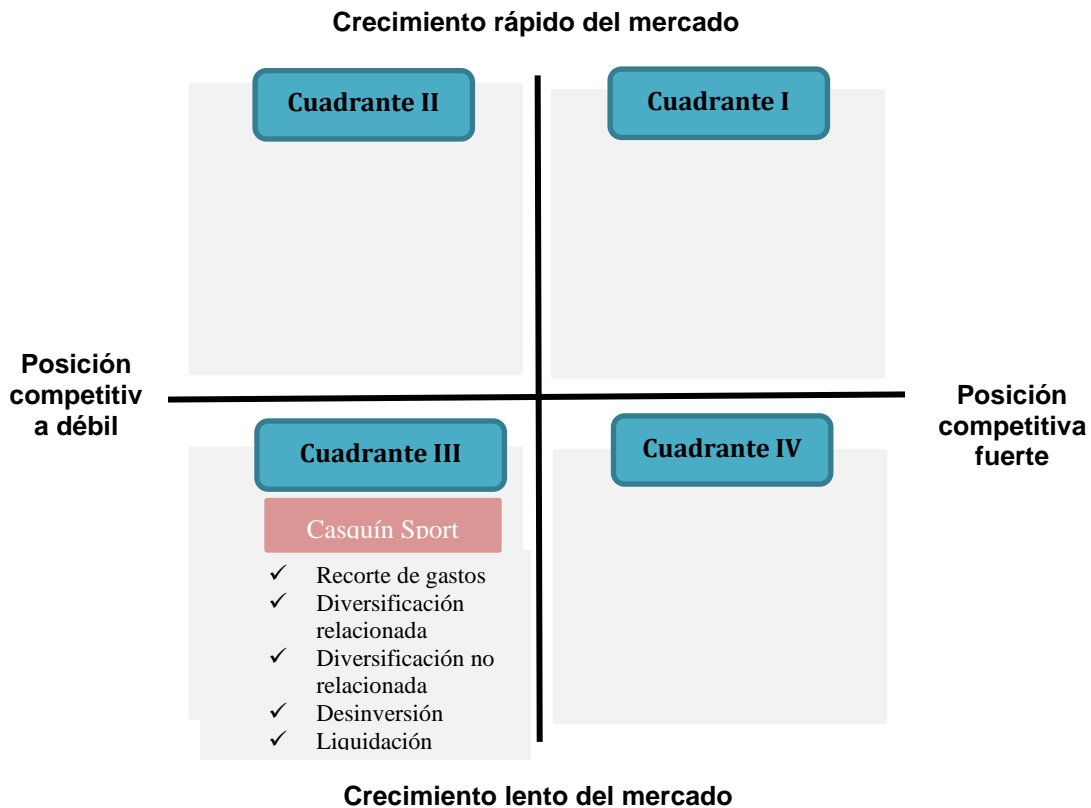 Crecimiento rápido del mercado
Cuadrante II
Cuadrante I
Posición
competitiv
a débil
Posición
competitiva
fuerte
Cuadrante III
Cuadrante IV
Casquín Sport
✓ Recorte de gastos
✓ Diversificación
relacionada
✓ Diversificación no
relacionada
✓ Desinversión
✓ Liquidación
Crecimiento lento del mercado